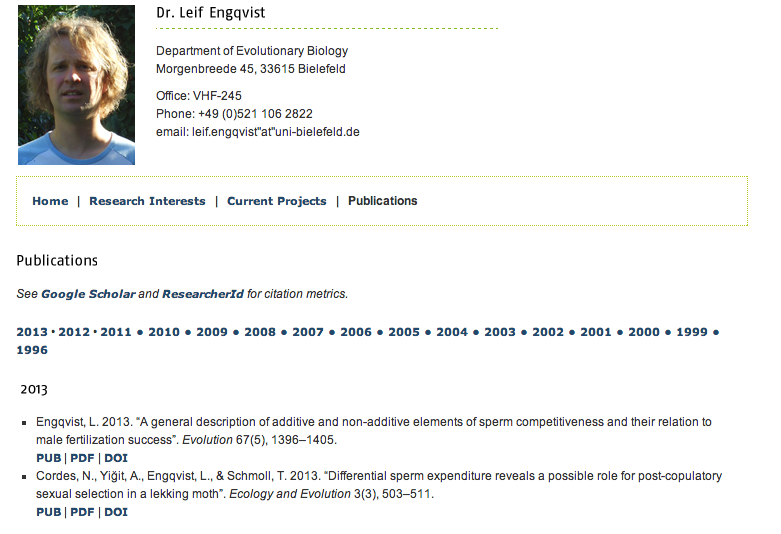 Dr. Leif Engqvist
Department of Evolutionary Biology
Morgenbreede 45, 33615 Bielefeld
Office: VHF-245
Phone: +49 (0)521 106 2822
email: leif.engqvist"at"uni-bielefeld.de
Home | Research Interests | Current Projects | Publications
Publications
See Google Scholar and ResearcherId for citation metrics.
2013 • 2012 • 2011 ● 2010 ● 2009 ● 2008 ● 2007 ● 2006 ● 2005 ● 2004 ● 2003 ● 2002 ● 2001 ● 2000 ● 1999 ●
1996
2013
▪ Engqvist, L. 2013. “A general description of additive and non-additive elements of sperm competitiveness and their relation to
male fertilization success”. Evolution 67(5), 1396–1405.
PUB | PDF | DOI
▪ Cordes, N., Yiğit, A., Engqvist, L., & Schmoll, T. 2013. “Differential sperm expenditure reveals a possible role for post-copulatory
sexual selection in a lekking moth”. Ecology and Evolution 3(3), 503–511.
PUB | PDF | DOI